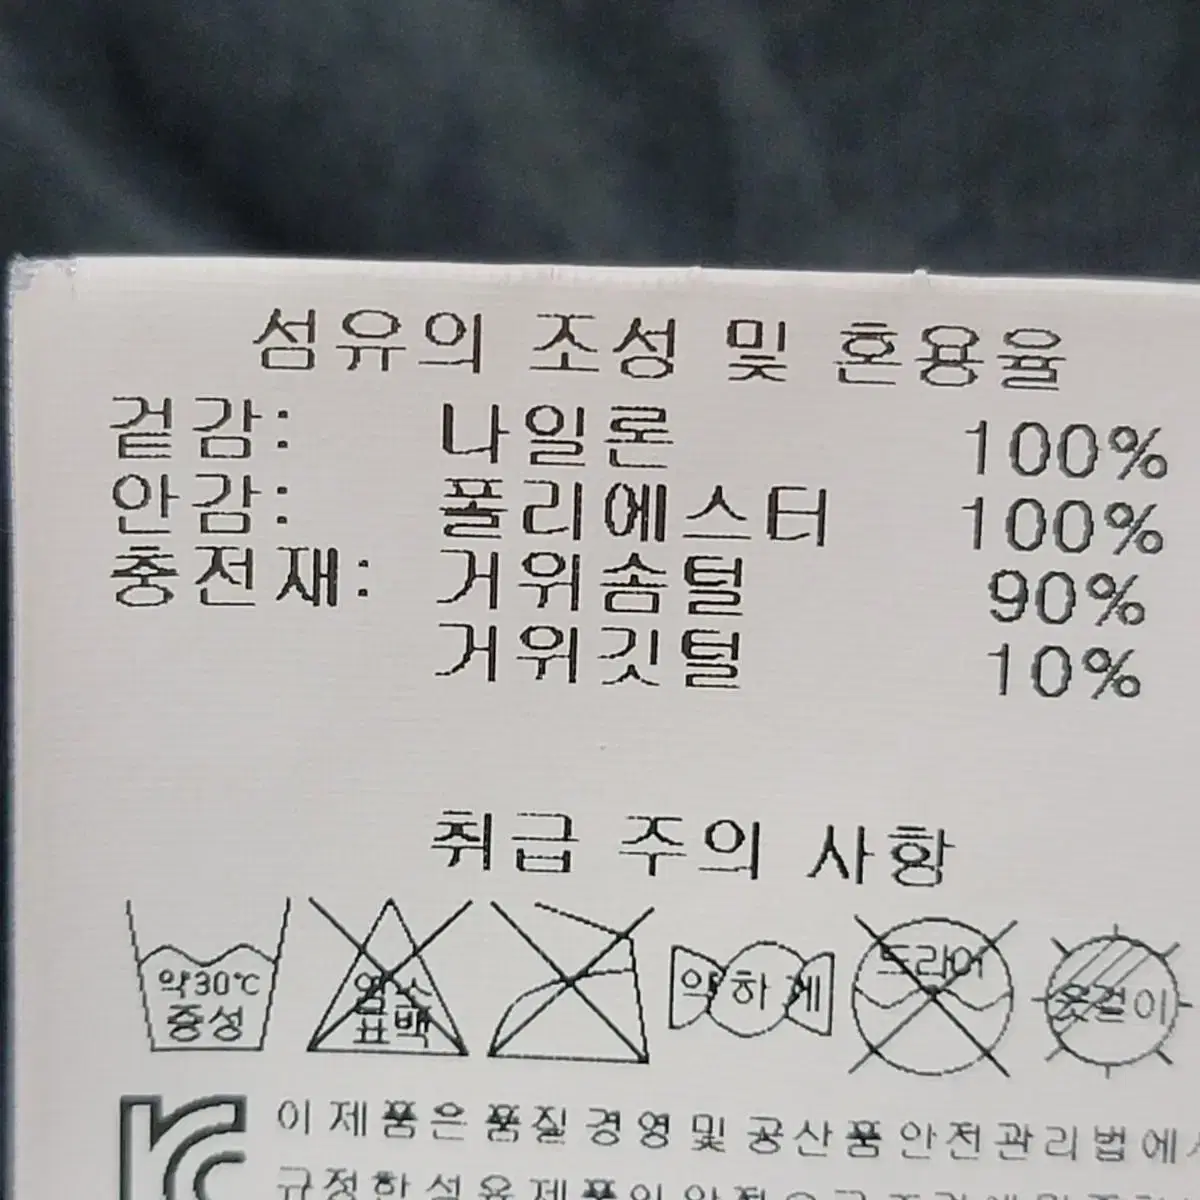 섬유의 조성 및 혼용율
겉감: 나일론 100%
안감: 폴리에스터 100%
충전재: 거위솜털 90%
거위깃털 10%
취급 주의 사항
약30℃ 중성
염소 표백
약하게
드라이
옷걸이
이 제품은 품질경영및 공산품안전관리법에서